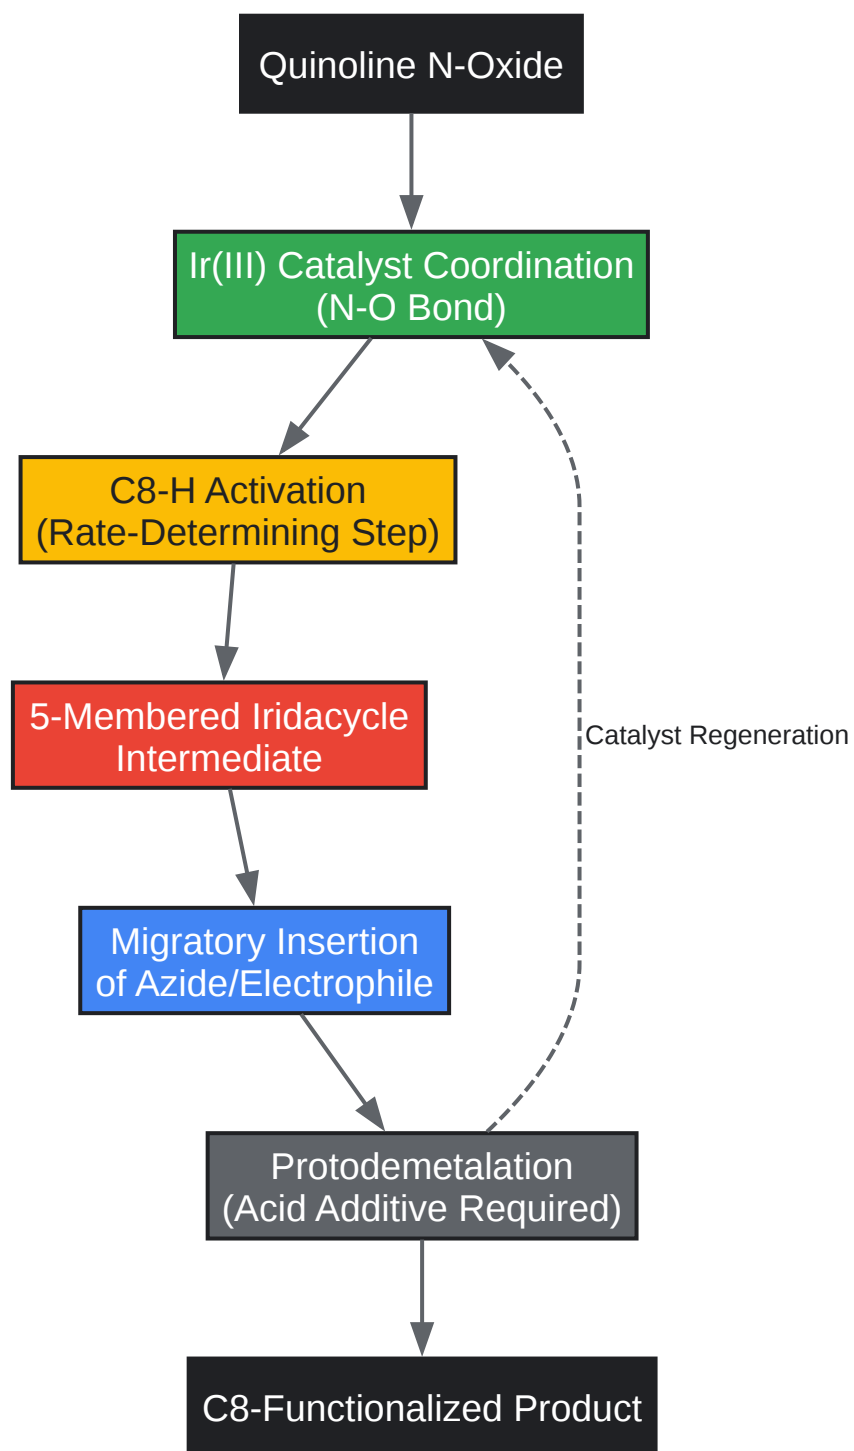 Quinoline N-Oxide
Ir(III) Catalyst Coordination
(N-O Bond)
C8-H Activation
(Rate-Determining Step)
5-Membered Iridacycle
Intermediate
Catalyst Regeneration
Migratory Insertion
of Azide/Electrophile
Protodemetalation
(Acid Additive Required)
C8-Functionalized Product